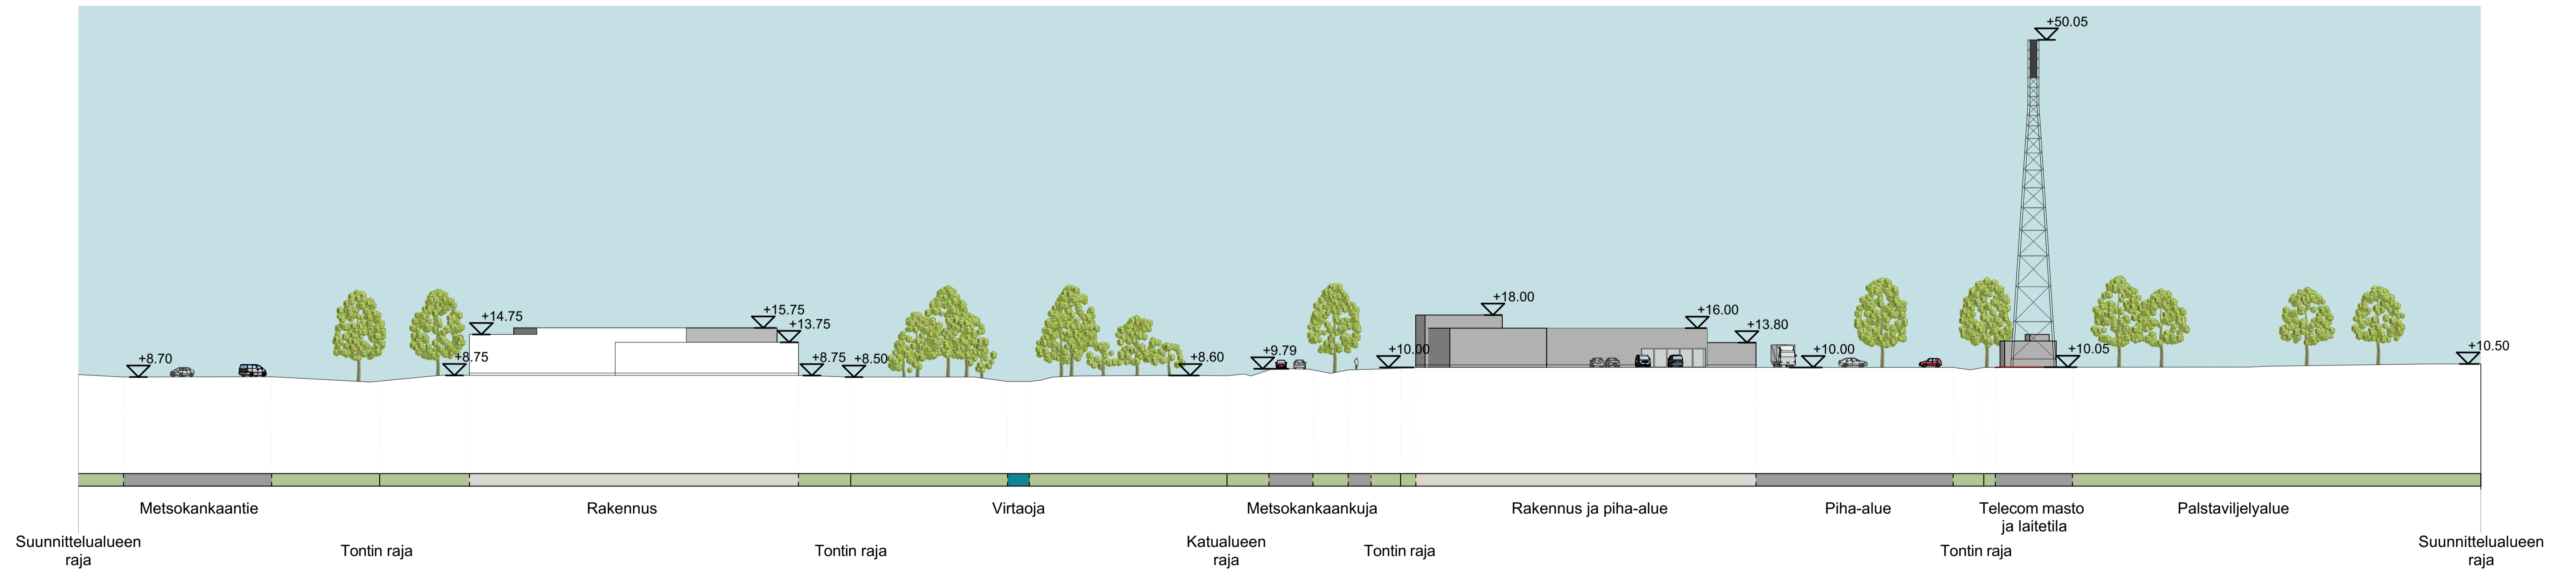 +50.05
+18.00
+14.75
+15.75
+16.00
+13.75
+13.80
+8.70
+8.75
+8.75
+8.50
+8.60
+9.79
+10.00
+10.00
+10.05
+10.50
Metsokankaantie
Rakennus
Virtaoja
Metsokankaankuja
Rakennus ja piha-alue
Piha-alue
Telecom masto
ja laitetila
Palstaviljelyalue
Suunnittelualueen
raja
Tontin raja
Tontin raja
Katualueen
raja
Tontin raja
Tontin raja
Suunnittelualueen
raja